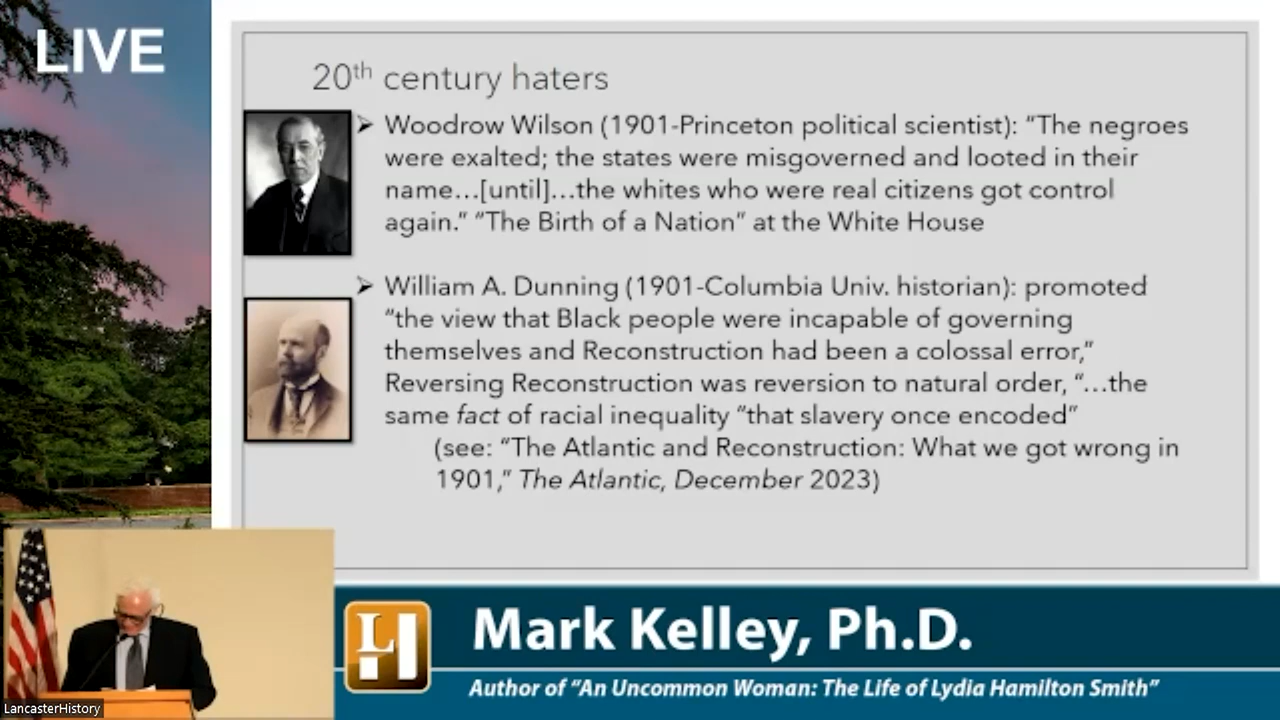 LIVE
20th century haters
➢ Woodrow Wilson (1901-Princeton political scientist): “The negroes
were exalted; the states were misgoverned and looted in their
name…[until]…the whites who were real citizens got control
again.” “The Birth of a Nation” at the White House
➢ William A. Dunning (1901-Columbia Univ. historian): promoted
“the view that Black people were incapable of governing
themselves and Reconstruction had been a colossal error,”
Reversing Reconstruction was reversion to natural order, “…the
same fact of racial inequality “that slavery once encoded”
(see: “The Atlantic and Reconstruction: What we got wrong in
1901,” The Atlantic, December 2023)
LH
Mark Kelley, Ph.D.
Author of “An Uncommon Woman: The Life of Lydia Hamilton Smith”
LancasterHistory